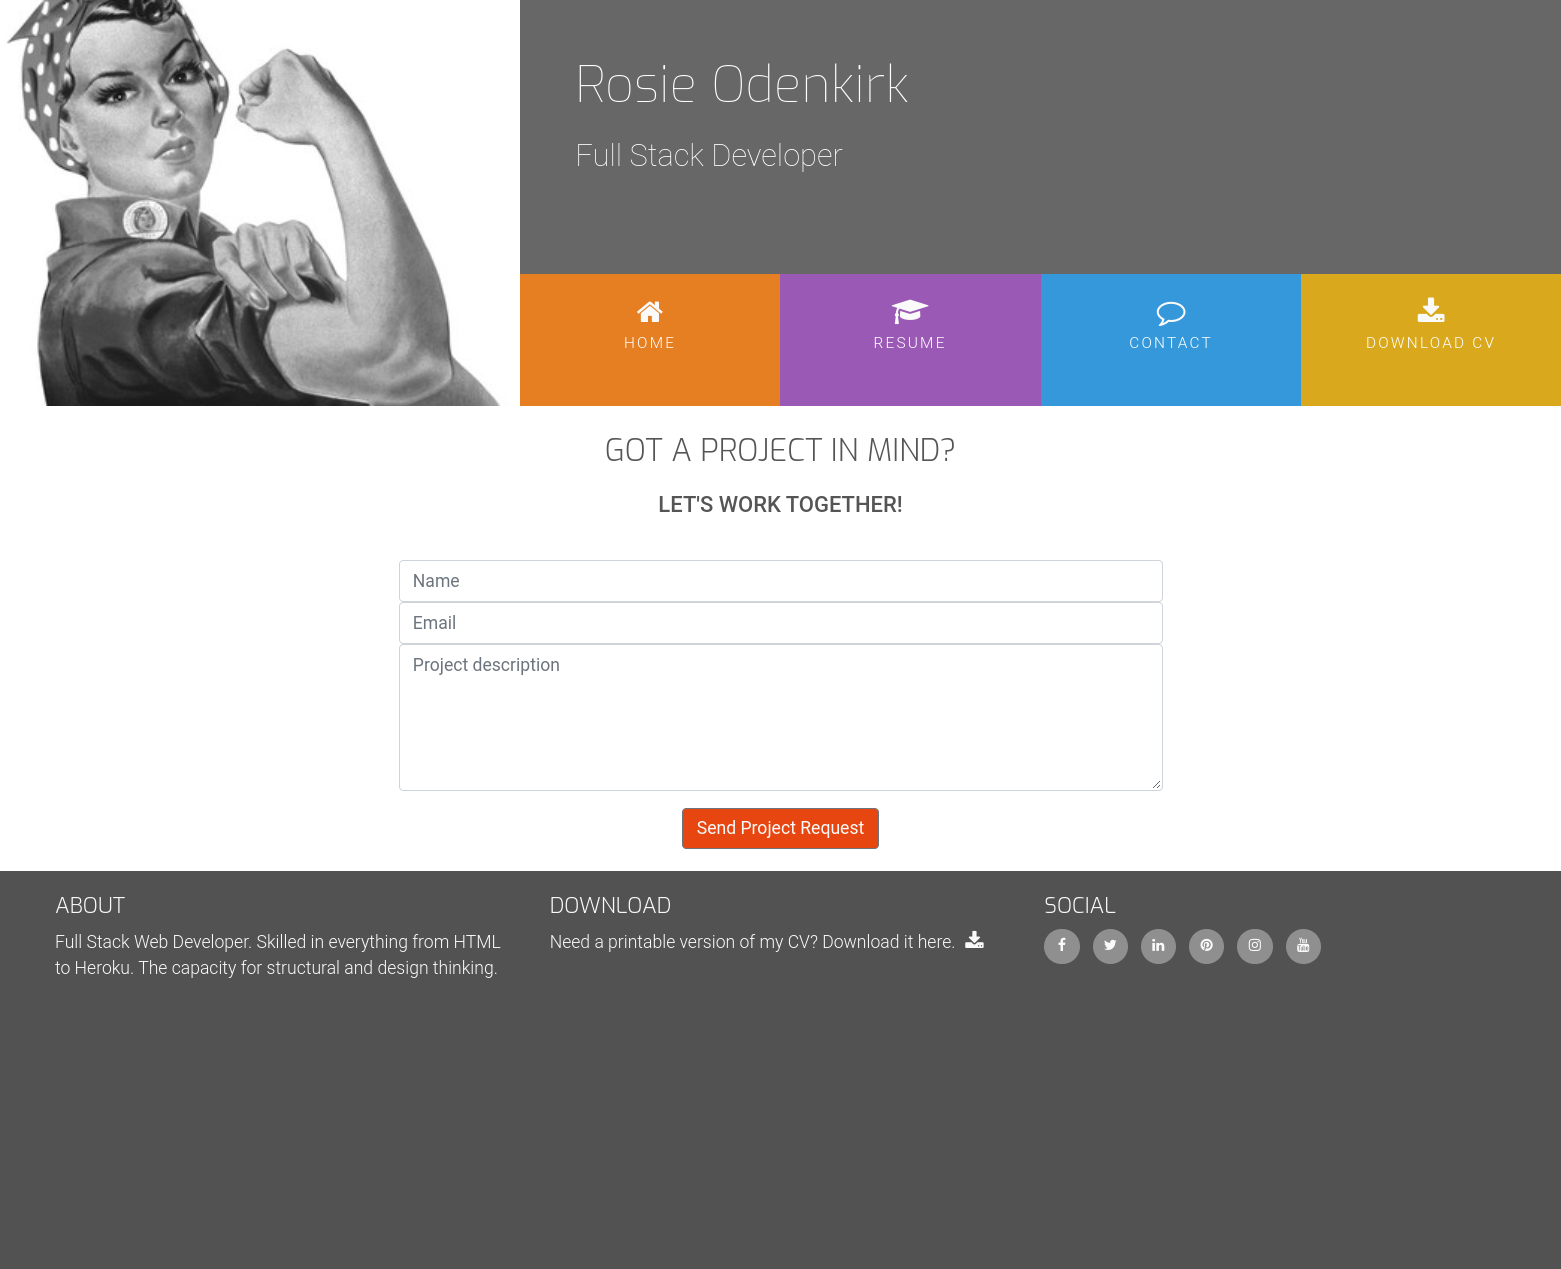 Rosie Odenkirk
Full Stack Developer
HOME
RESUME
CONTACT
DOWNLOAD CV
GOT A PROJECT IN MIND?
LET'S WORK TOGETHER!
Name
Email
Project description
Send Project Request
ABOUT
Full Stack Web Developer. Skilled in everything from HTML
to Heroku. The capacity for structural and design thinking.
DOWNLOAD
Need a printable version of my CV? Download it here.
SOCIAL